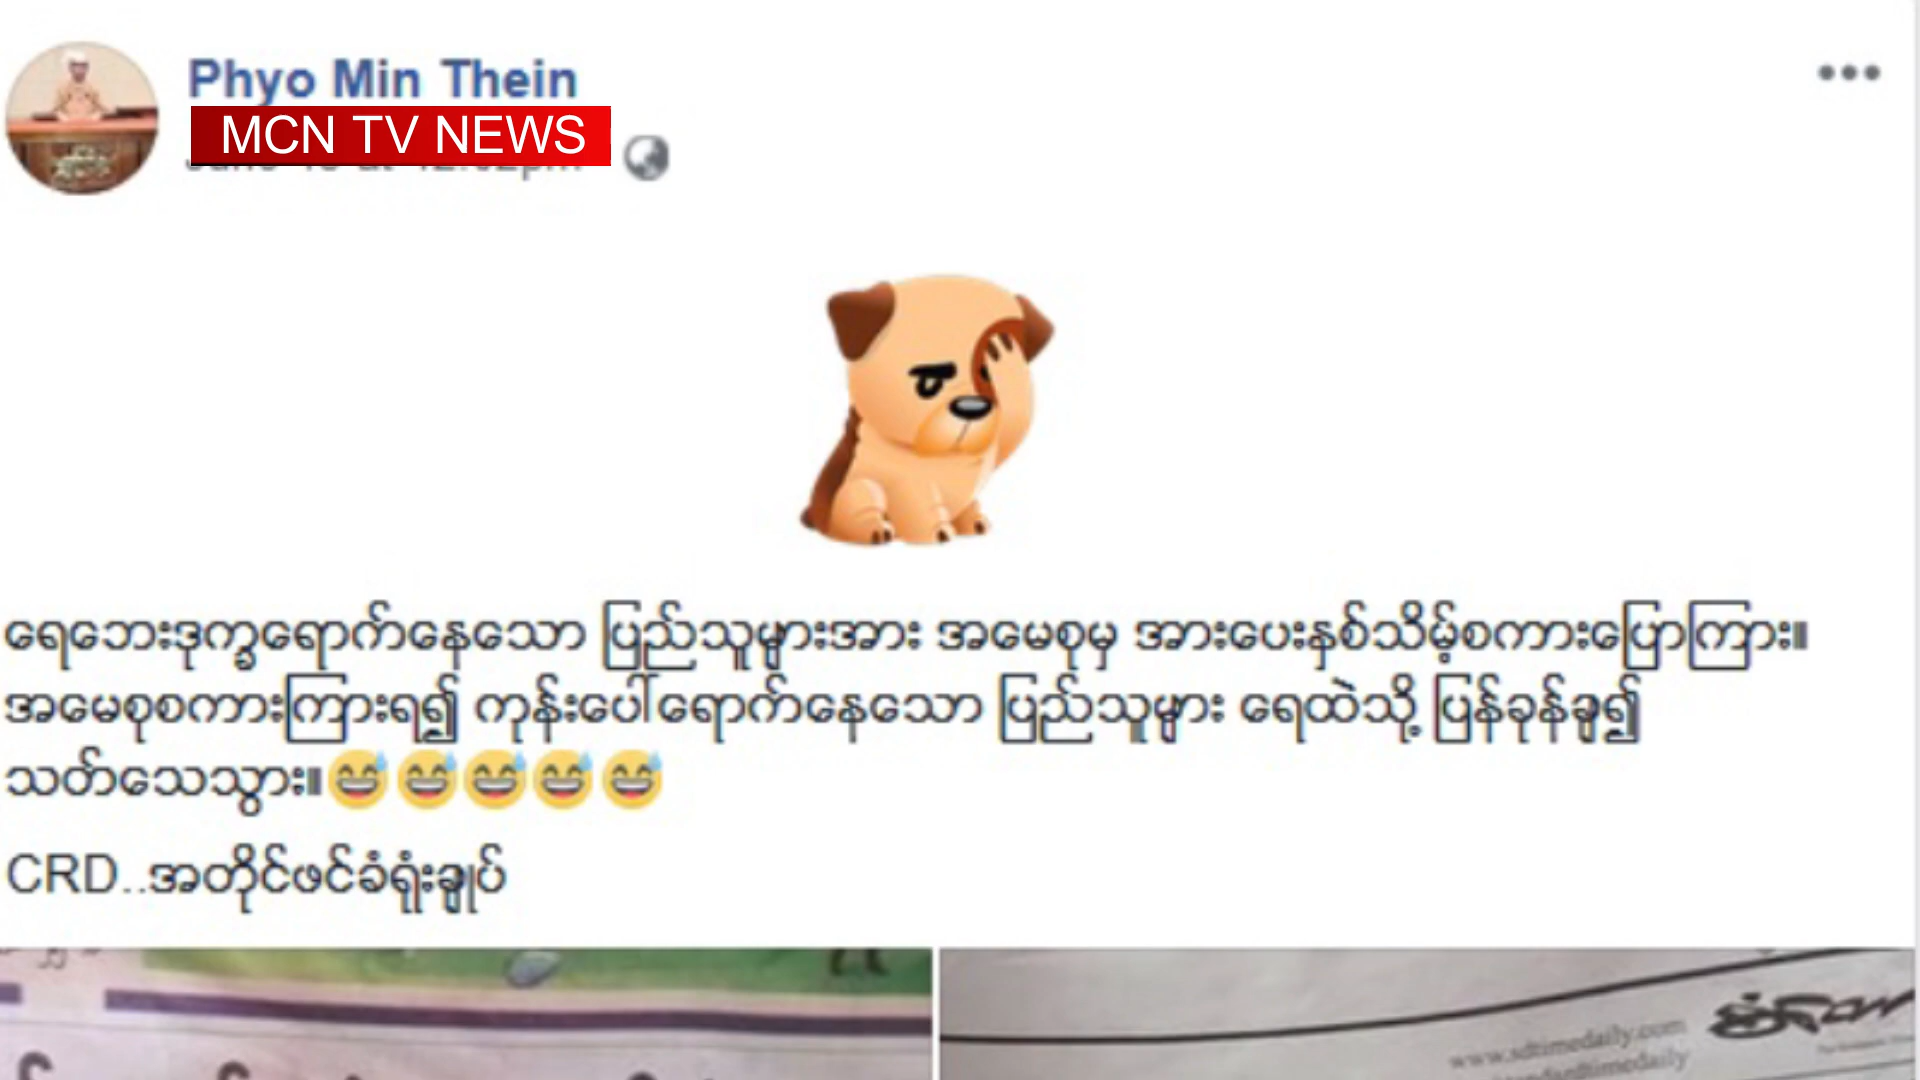 Phyo Min Thein
MCN TV NEWS
ရေဘေးဒုက္ခရောက်နေသော ပြည်သူများအား အမေစုမှ အားပေးနှစ်သိမ့်စကားပြောကြား။
အမေစုစကားကြားရ၍ ကုန်းပေါ်ရောက်နေသော ပြည်သူများ ရေထဲသို့ ပြန်ခုန်ချ၍
သတ်သေသွား။😅😅😅😅😅
CRD..အတိုင်ဖင်ခံရုံးချုပ်
www.sdtimedaily.com